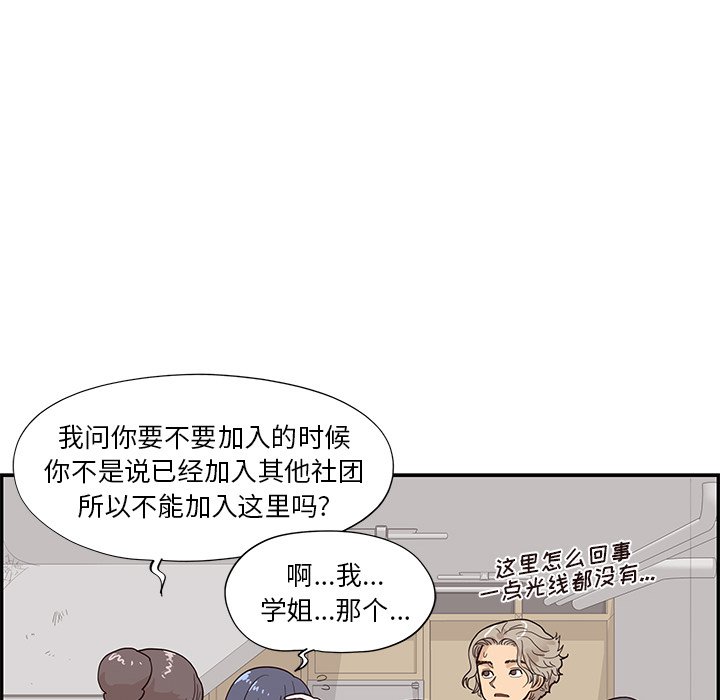 我问你要不要加入的时候
你不是说已经加入其他社团
所以不能加入这里吗?
啊...我...
学姐...那个...
这里怎么回事
一点光线都没有...